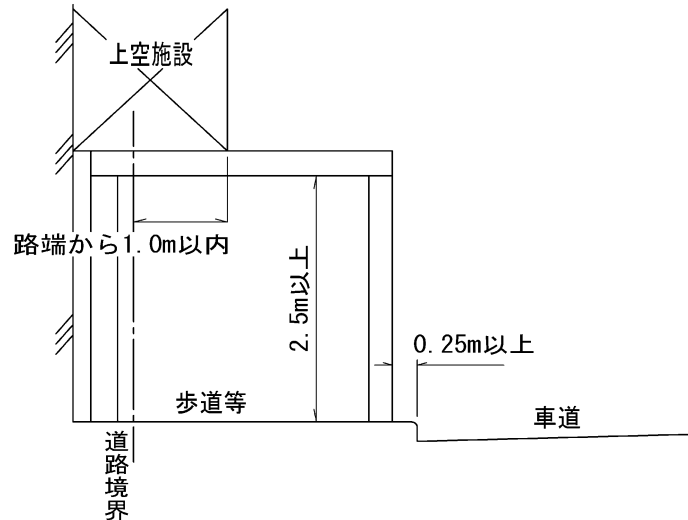 上空施設
路端から1.0m以内
2.5m以上
0.25m以上
歩道等
車道
道路境界